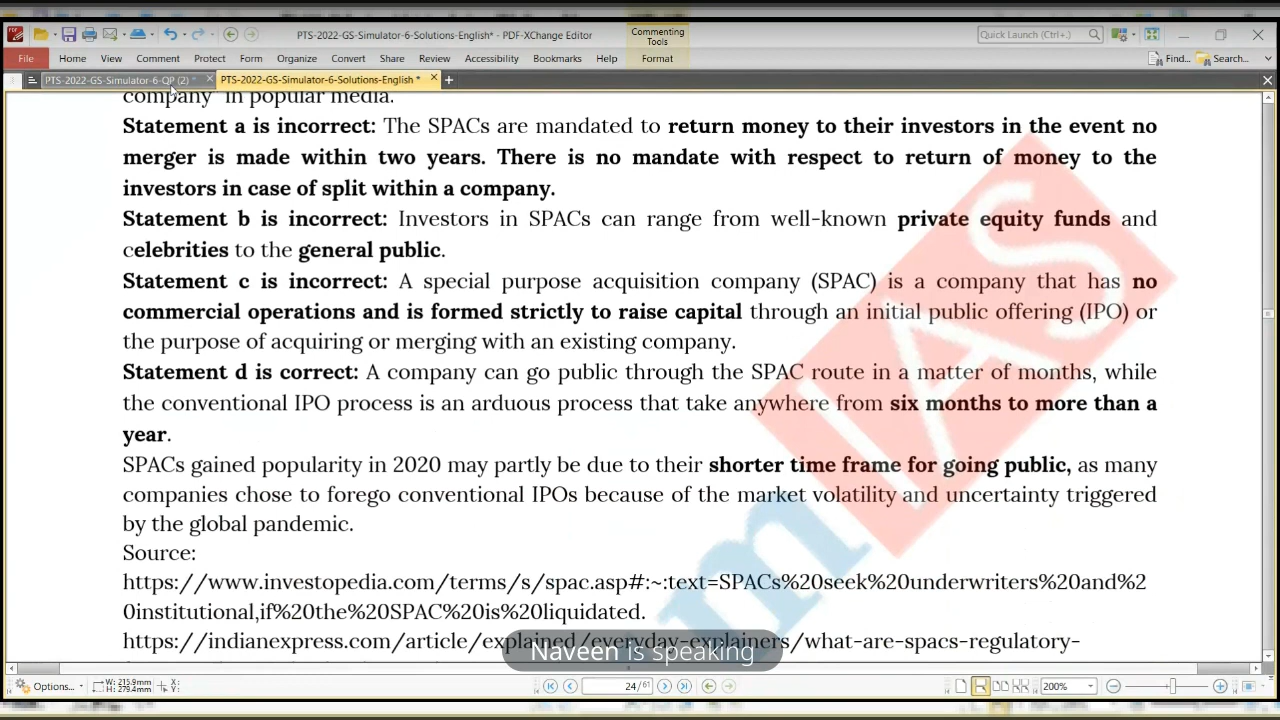 PTS-2022-GS-Simulator-6-Solutions-English* - PDF-XChange Editor
Commenting Tools
Quick Launch (Ctrl+.)
File Home View Comment Protect Form Organize Convert Share Review Accessibility Bookmarks Help Format
Find... Search...
PTS-2022-GS-Simulator-6-QP (2) *
PTS-2022-GS-Simulator-6-Solutions-English *
company" in popular media.
Statement a is incorrect: The SPACs are mandated to return money to their investors in the event no
merger is made within two years. There is no mandate with respect to return of money to the
investors in case of split within a company.
Statement b is incorrect: Investors in SPACs can range from well-known private equity funds and
celebrities to the general public.
Statement c is incorrect: A special purpose acquisition company (SPAC) is a company that has no
commercial operations and is formed strictly to raise capital through an initial public offering (IPO) or
the purpose of acquiring or merging with an existing company.
Statement d is correct: A company can go public through the SPAC route in a matter of months, while
the conventional IPO process is an arduous process that take anywhere from six months to more than a
year.
SPACs gained popularity in 2020 may partly be due to their shorter time frame for going public, as many
companies chose to forego conventional IPOs because of the market volatility and uncertainty triggered
by the global pandemic.
Source:
https://www.investopedia.com/terms/s/spac.asp#:~:text=SPACs%20seek%20underwriters%20and%2
0institutional,if%20the%20SPAC%20is%20liquidated.
https://indianexpress.com/article/explained/everyday-explainers/what-are-spacs-regulatory-
Naveen is speaking
mIAS
Options...
W: 215.9mm
H: 279.4mm
X:
Y:
24 / 61
200%